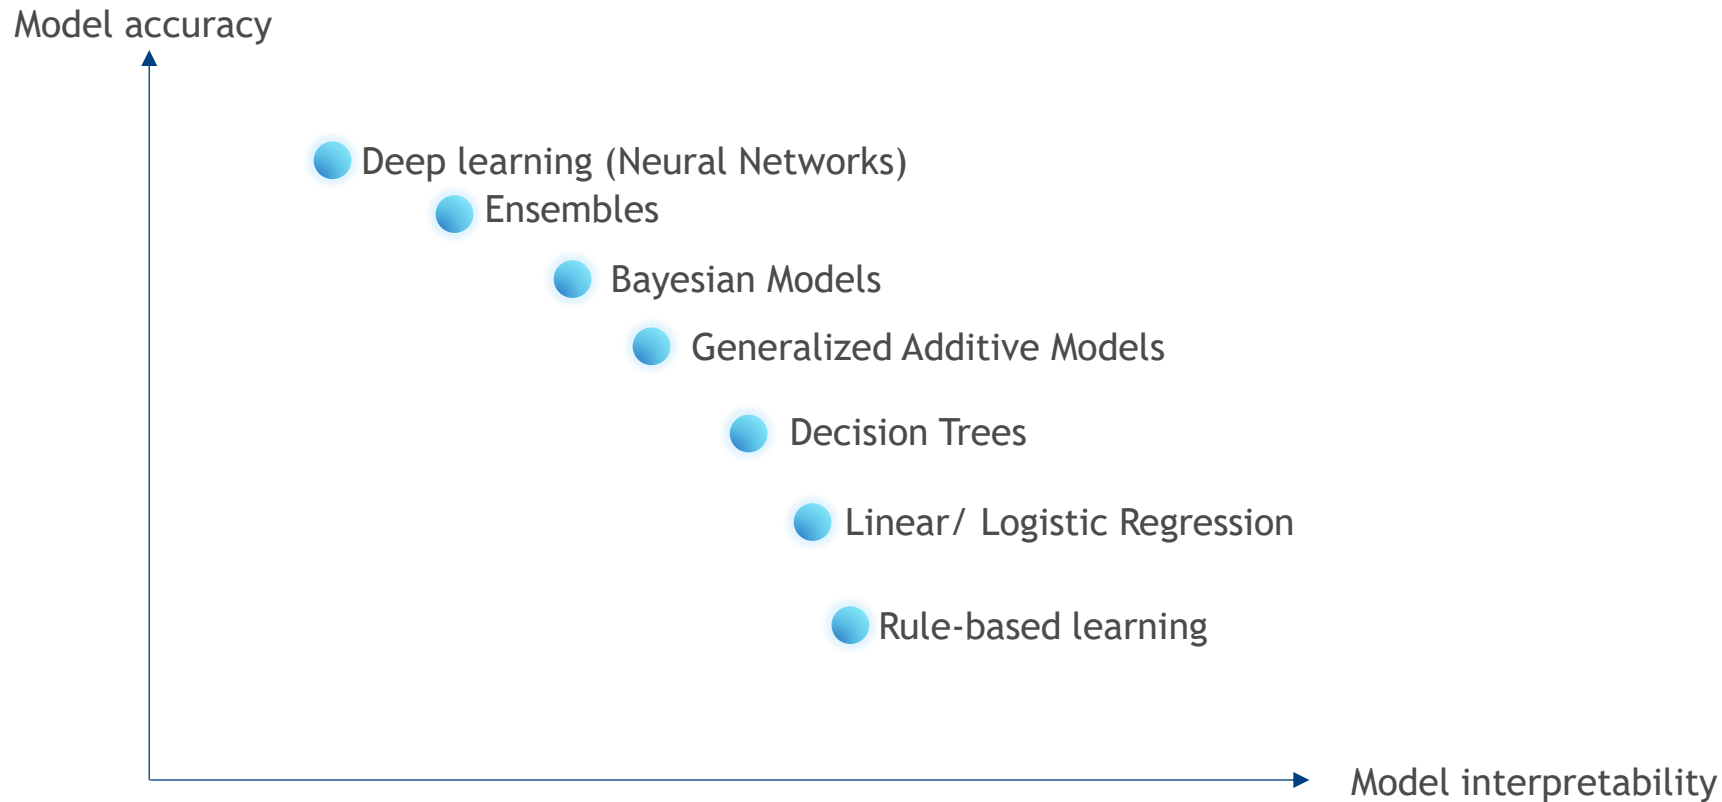 Model accuracy
Deep learning (Neural Networks)
Ensembles
Bayesian Models
Generalized Additive Models
Decision Trees
Linear/ Logistic Regression
Rule-based learning
Model interpretability